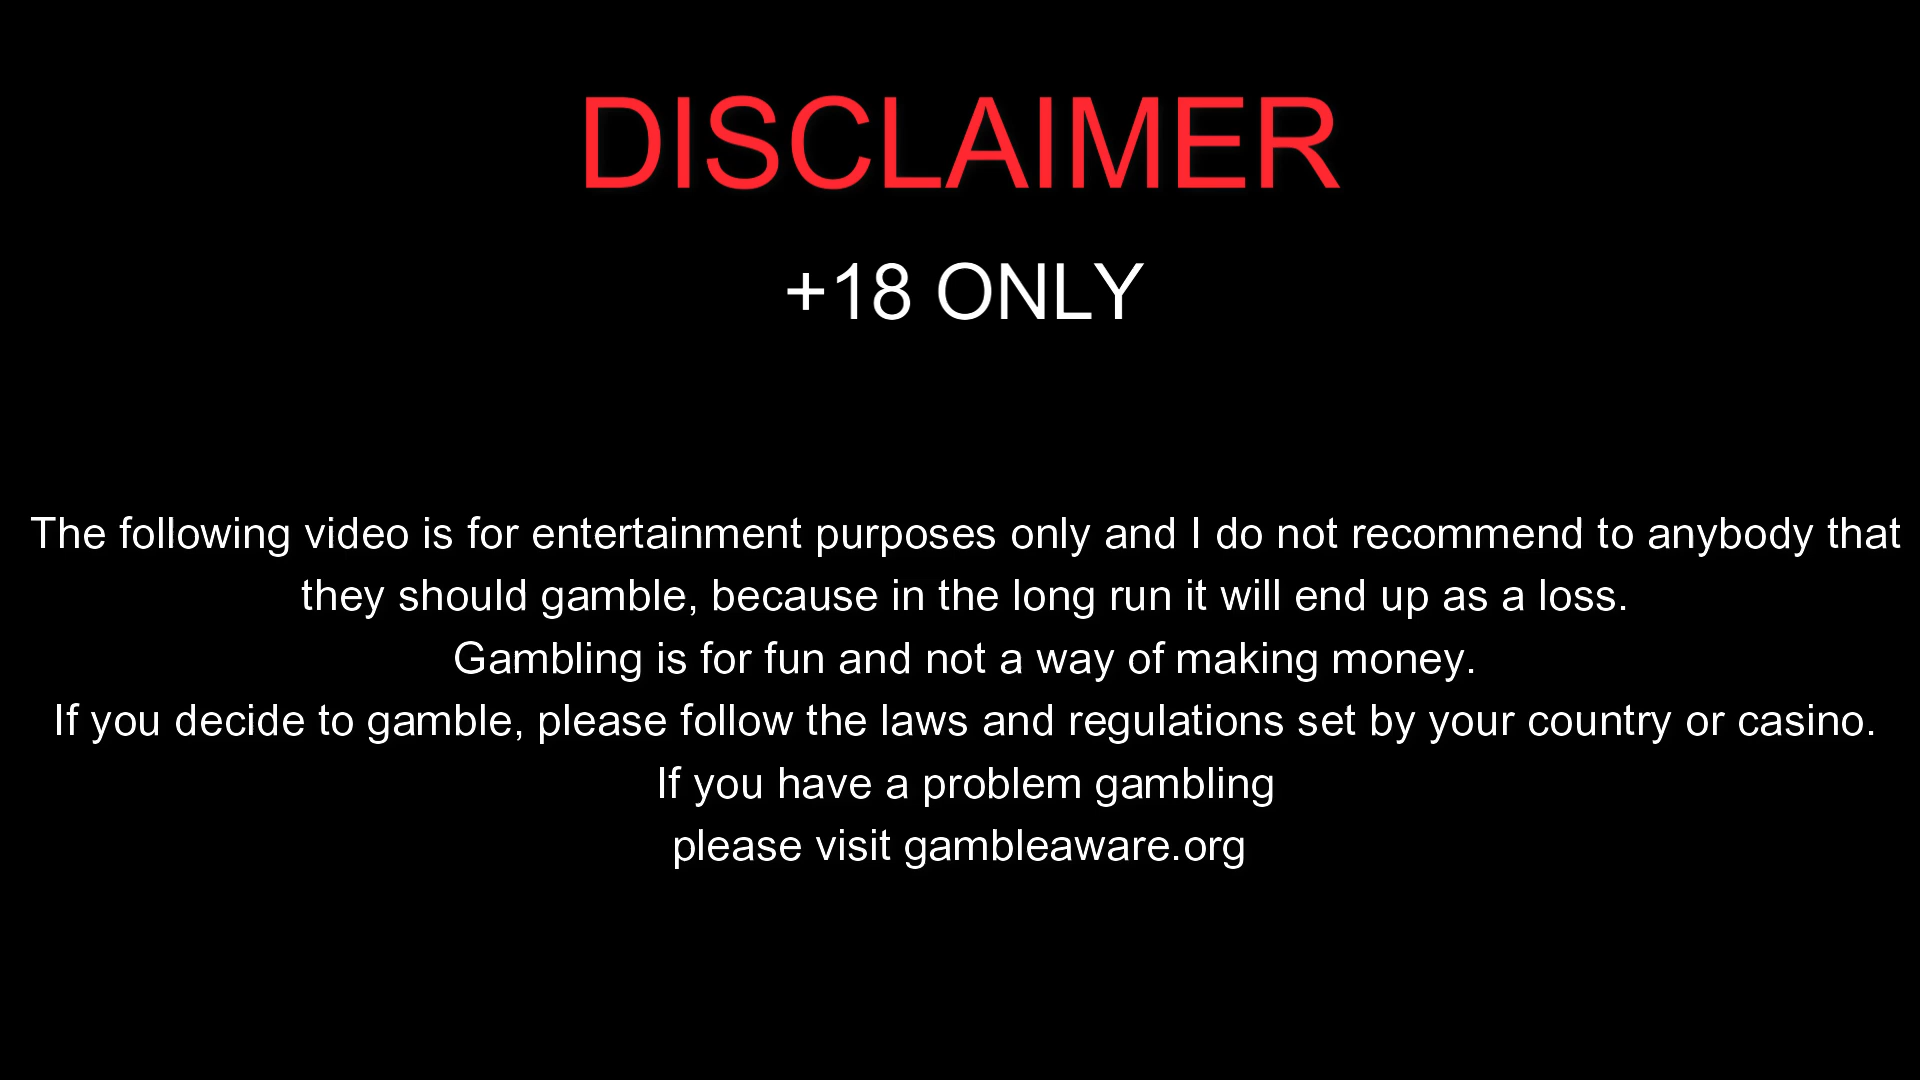 DISCLAIMER
+18 ONLY
The following video is for entertainment purposes only and I do not recommend to anybody that
they should gamble, because in the long run it will end up as a loss.
Gambling is for fun and not a way of making money.
If you decide to gamble, please follow the laws and regulations set by your country or casino.
If you have a problem gambling
please visit gambleaware.org